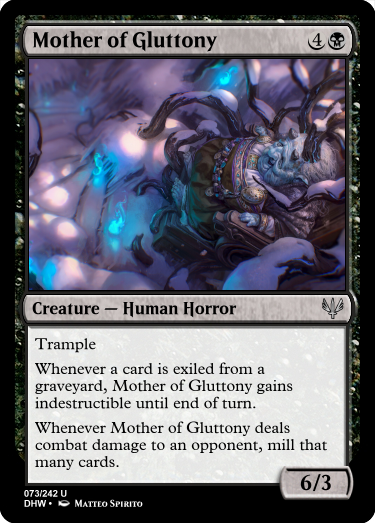 Mother of Gluttony 4
Creature — Human Horror
Trample
Whenever a card is exiled from a
graveyard, Mother of Gluttony gains
indestructible until end of turn.
Whenever Mother of Gluttony deals
combat damage to an opponent, mill that
many cards.
6/3
073/242 U
DHW • Matteo Spirito